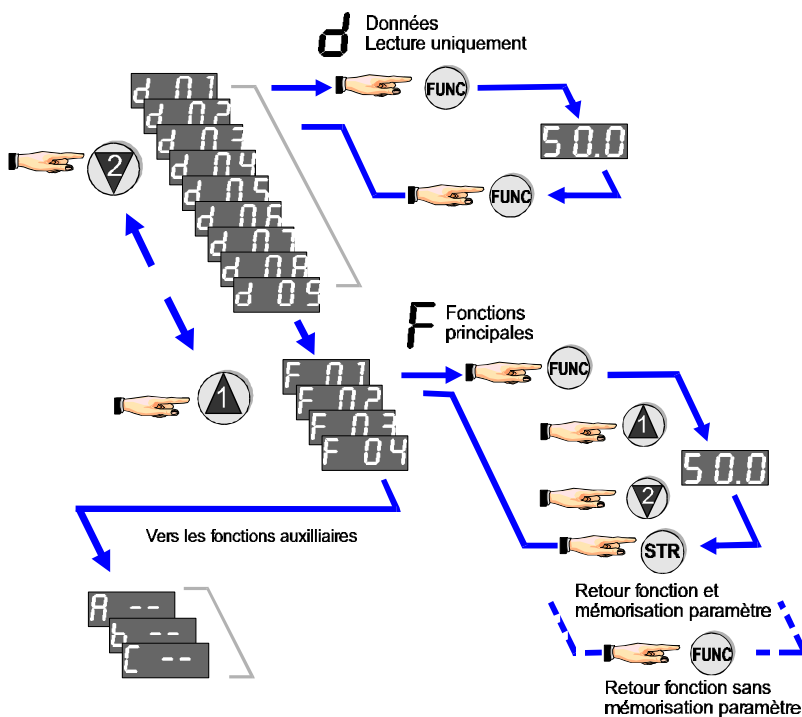 d Données
Lecture uniquement
d 01
d 02
d 03
d 04
d 05
d 06
d 07
d 08
d 09
FUNC
50.0
FUNC
2
1
F Fonctions
principales
F 01
F 02
F 03
F 04
FUNC
1
50.0
2
STR
Vers les fonctions auxilliaires
A --
b --
C --
Retour fonction et
mémorisation paramètre
FUNC
Retour fonction sans
mémorisation paramètre